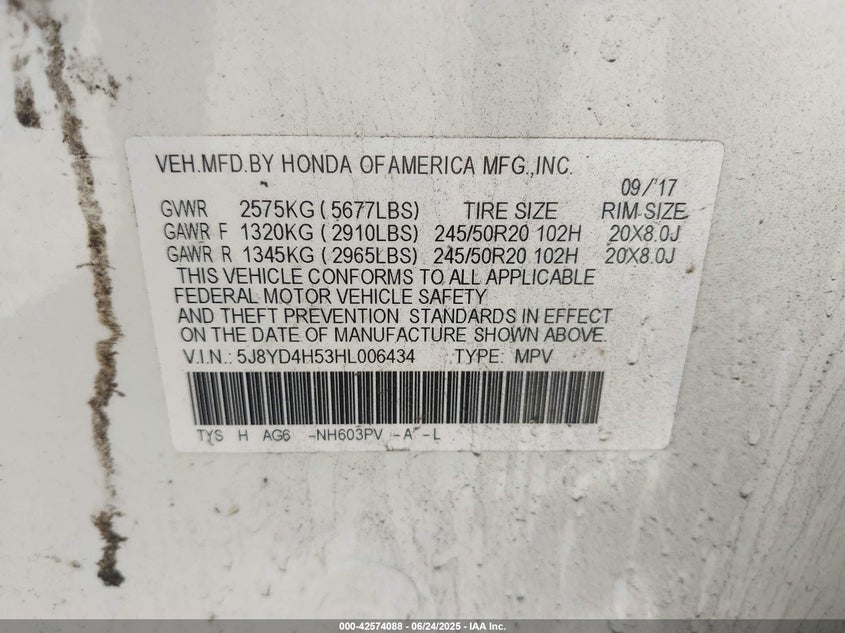 VEH.MFD.BY HONDA OF AMERICA MFG.,INC.
09/'17
GVWR 2575KG ( 5677LBS) TIRE SIZE RIM SIZE
GAWR F 1320KG ( 2910LBS) 245/50R20 102H 20X8.0J
GAWR R 1345KG ( 2965LBS) 245/50R20 102H 20X8.0J
THIS VEHICLE CONFORMS TO ALL APPLICABLE
FEDERAL MOTOR VEHICLE SAFETY
AND THEFT PREVENTION STANDARDS IN EFFECT
ON THE DATE OF MANUFACTURE SHOWN ABOVE.
V.I.N.: 5J8YD4H53HL006434 TYPE: MPV
TYS H AG6 -NH603PV -A -L
000-42574088 - 06/24/2025 - IAA Inc.